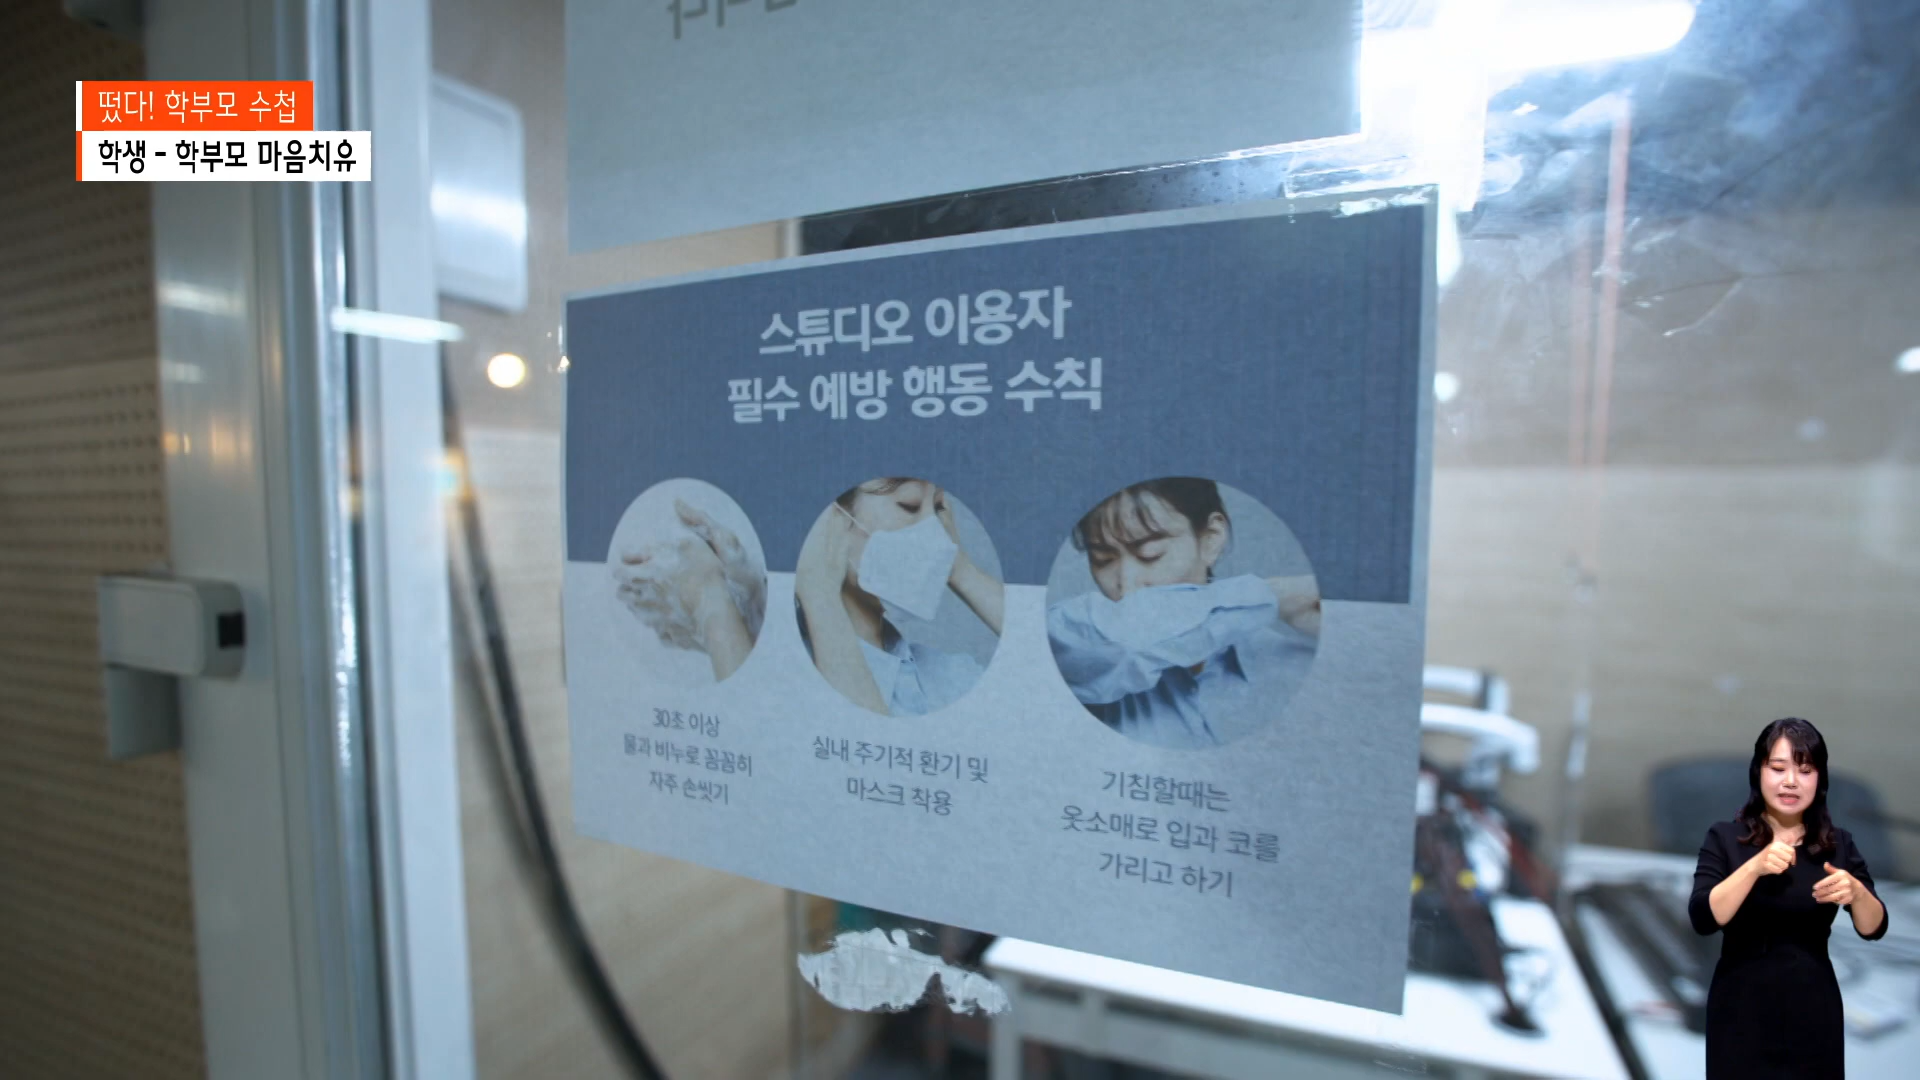 떴다! 학부모 수첩
학생 - 학부모 마음치유
스튜디오 이용자
필수 예방 행동 수칙
30초 이상
물과 비누로 꼼꼼히
자주 손씻기
실내 주기적 환기 및
마스크 착용
기침할때는
옷소매로 입과 코를
가리고 하기